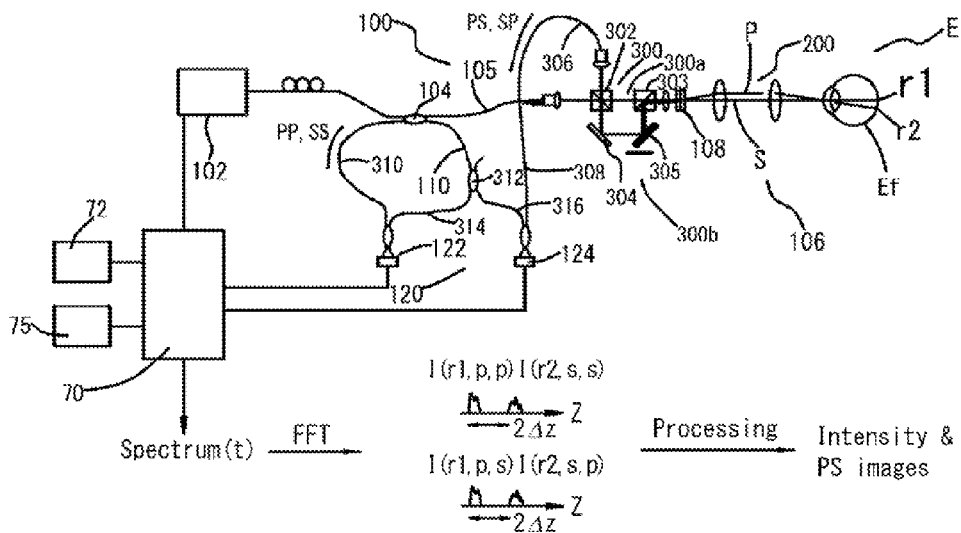 100
PS, SP
302
300
300a
303
P
200
E
306
105
104
r1
r2
102
PP, SS
310
110
312
308
304
305
108
S
Ef
314
316
300b
106
72
122
124
120
75
70
I(r1, p, p) I(r2, s, s)
Z
2Δz
Spectrum(t)
FFT
Processing
Intensity &
PS images
I(r1, p, s) I(r2, s, p)
Z
2Δz